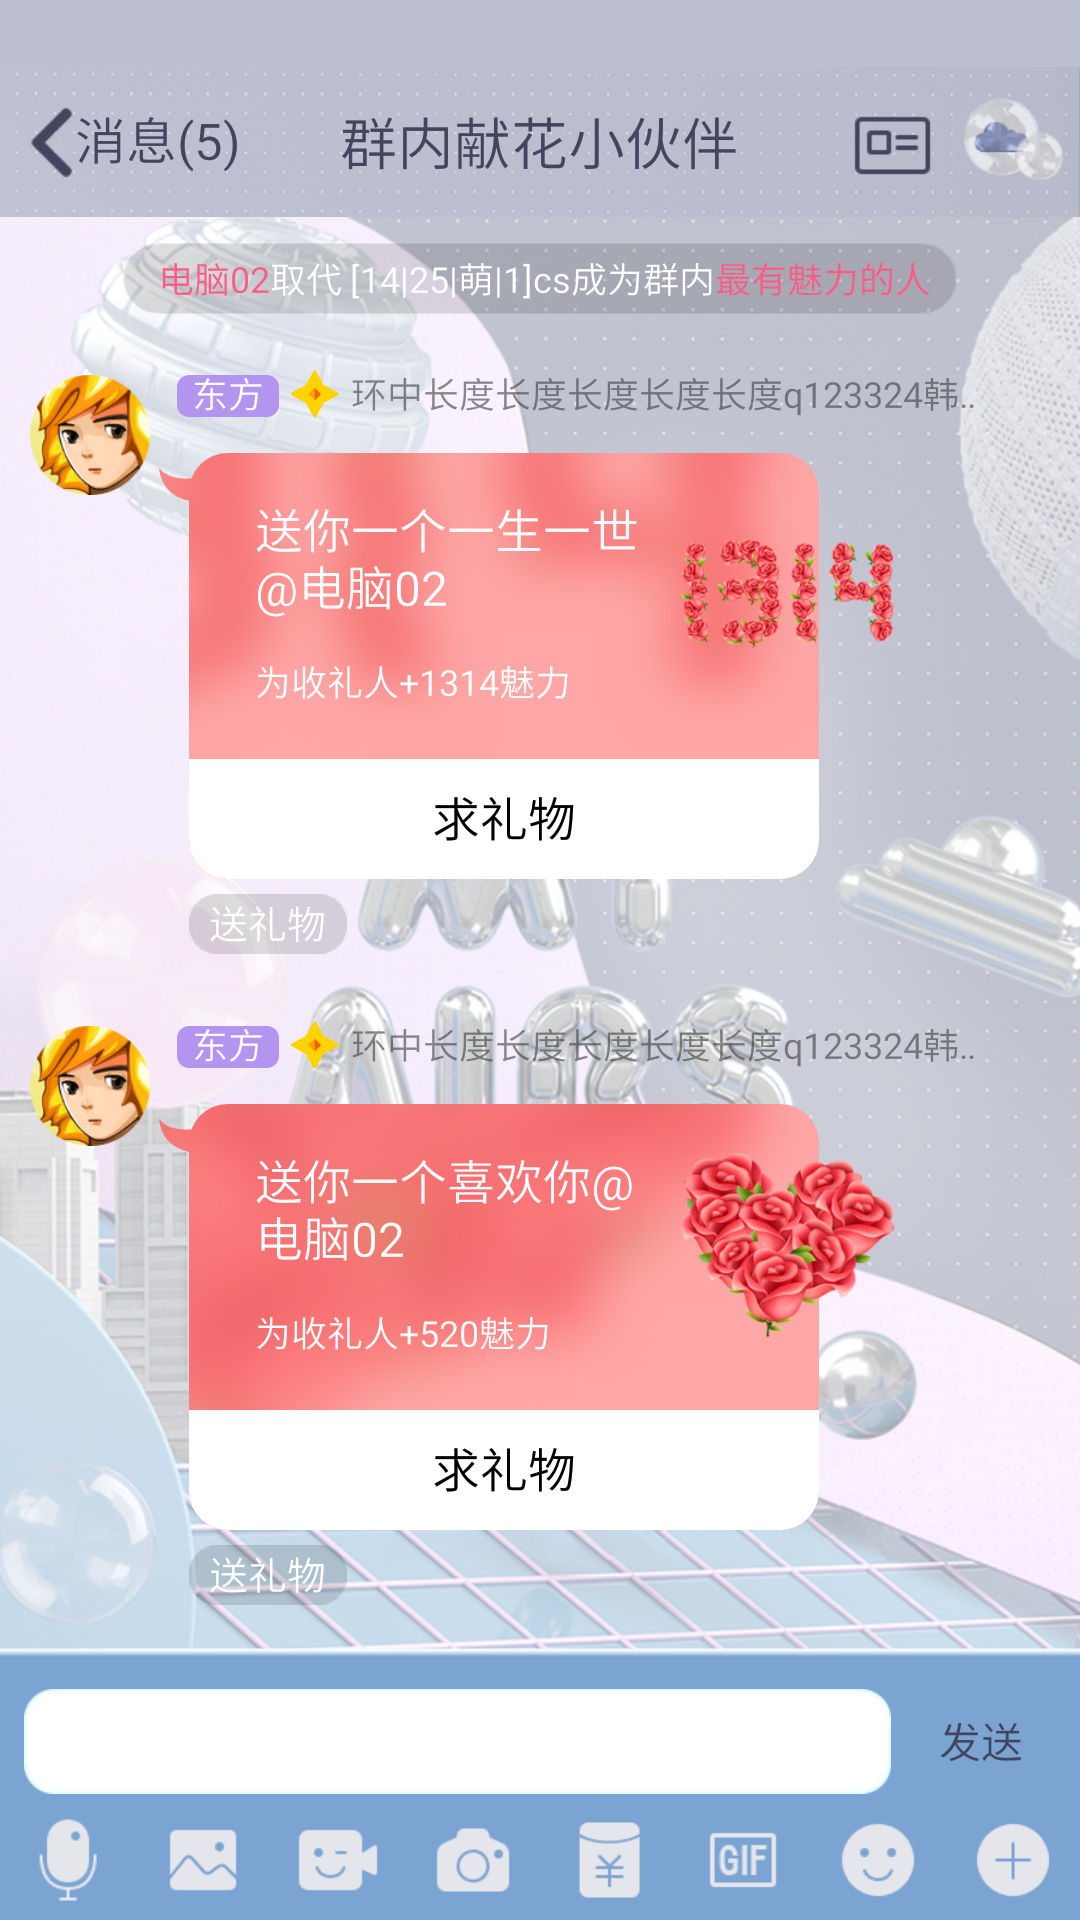 消息(5)
群内献花小伙伴
电脑02取代 [14|25|萌|1]cs成为群内最有魅力的人
东方 环中长度长度长度长度长度q123324韩..
送你一个一生一世
@电脑02
1314
为收礼人+1314魅力
求礼物
送礼物
东方 环中长度长度长度长度长度q123324韩..
送你一个喜欢你@
电脑02
为收礼人+520魅力
求礼物
送礼物
发送
GIF